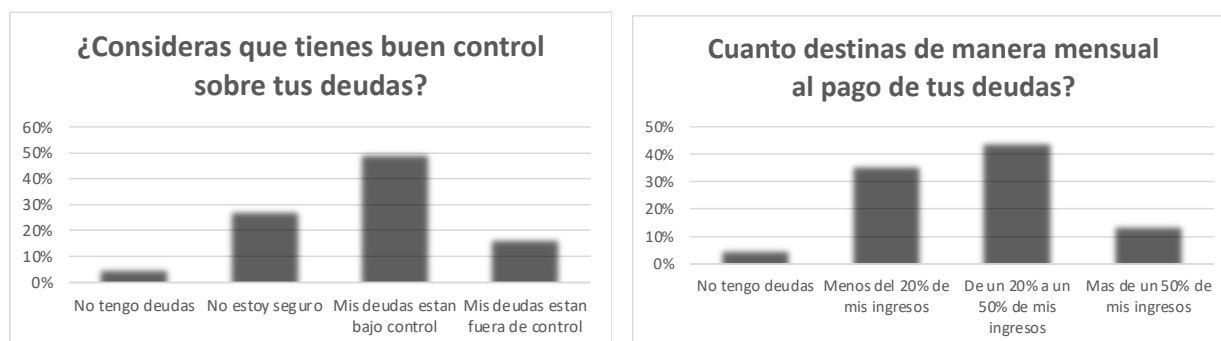 ¿Consideras que tienes buen control
sobre tus deudas?
60%
50%
40%
30%
20%
10%
0%
No tengo deudas
No estoy seguro
Mis deudas estan
bajo control
Mis deudas estan
fuera de control
Cuanto destinas de manera mensual
al pago de tus deudas?
50%
40%
30%
20%
10%
0%
No tengo deudas
Menos del 20% de
mis ingresos
De un 20% a un
50% de mis
ingresos
Mas de un 50% de
mis ingresos